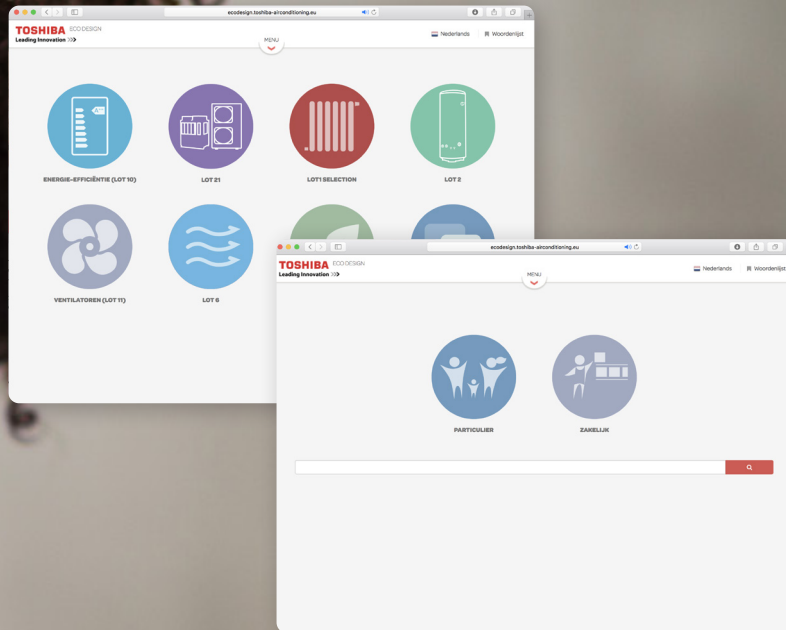 ecodesign.toshiba-airconditioning.eu
TOSHIBA ECO DESIGN
Leading Innovation >>>
MENU
Nederlands
Woordenlijst
ENERGIE-EFFICIËNTIE (LOT 10)
LOT 21
LOT1 SELECTION
LOT 2
VENTILATOREN (LOT 11)
LOT 6
ecodesign.toshiba-airconditioning.eu
TOSHIBA ECO DESIGN
Leading Innovation >>>
MENU
Nederlands
Woordenlijst
PARTICULIER
ZAKELIJK